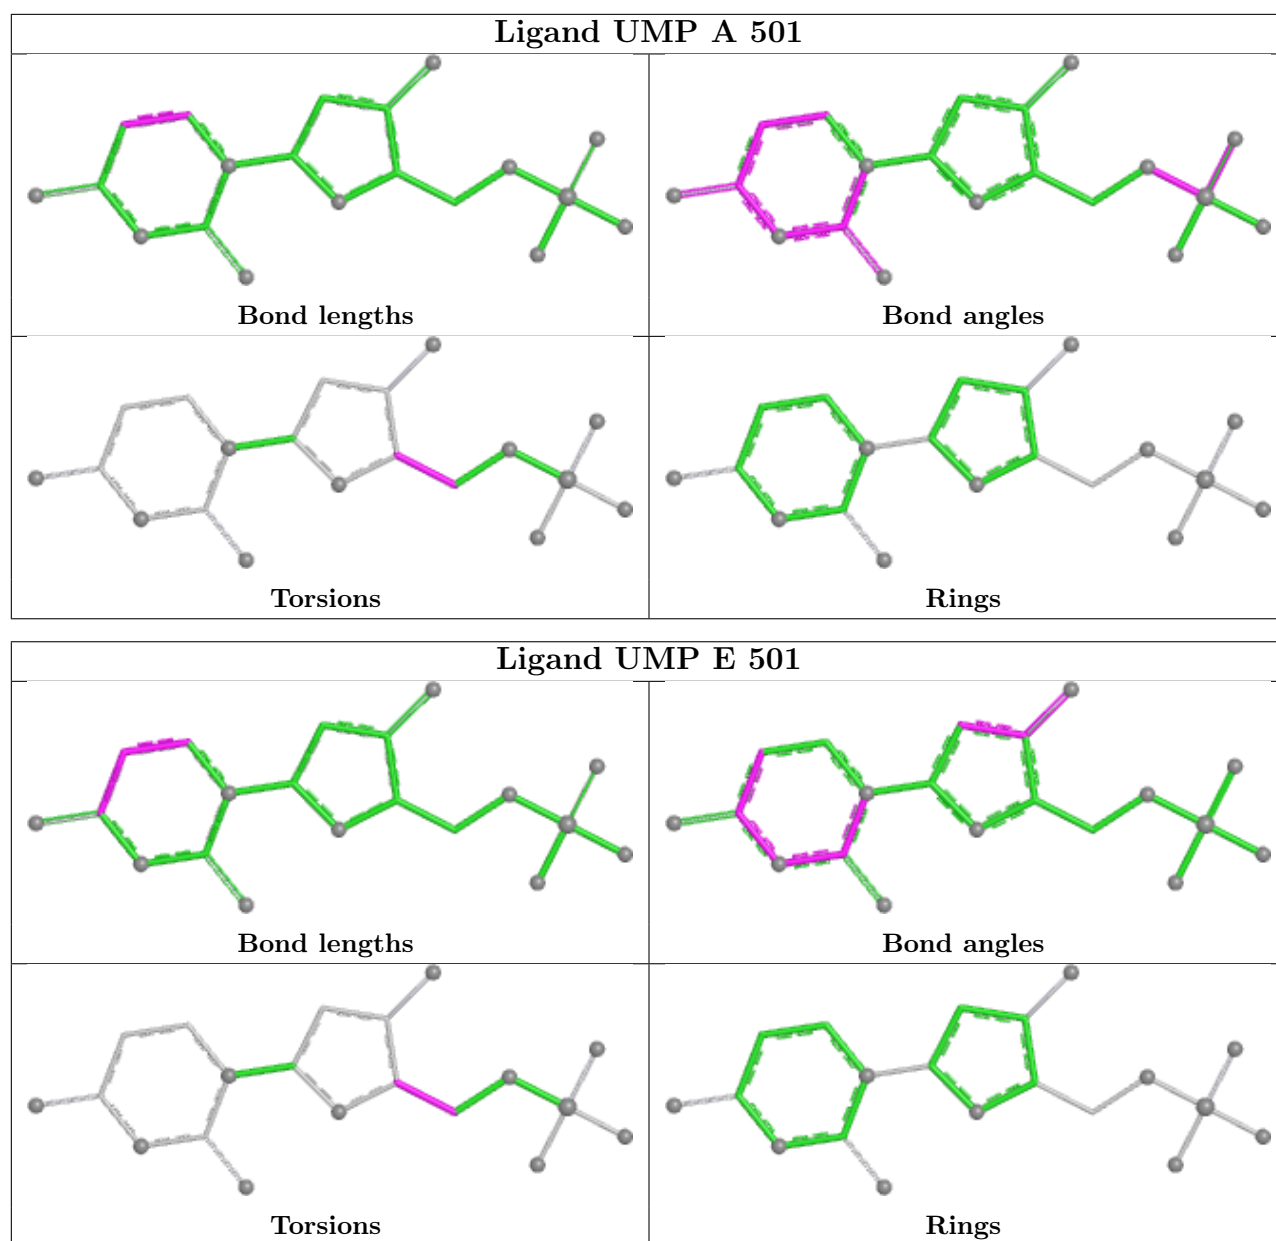 Ligand UMP A 501
Bond lengths
Bond angles
Torsions
Rings
Ligand UMP E 501
Bond lengths
Bond angles
Torsions
Rings